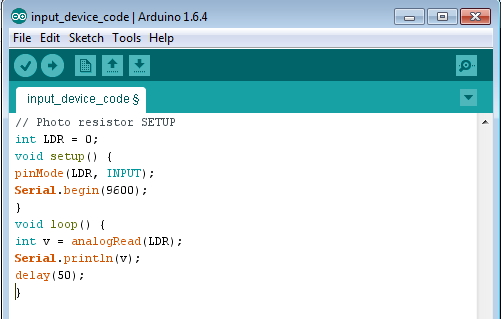 input_device_code | Arduino 1.6.4
File Edit Sketch Tools Help
input_device_code §
// Photo resistor SETUP
int LDR = 0;
void setup() {
pinMode(LDR, INPUT);
Serial.begin(9600);
}
void loop() {
int v = analogRead(LDR);
Serial.println(v);
delay(50);
}